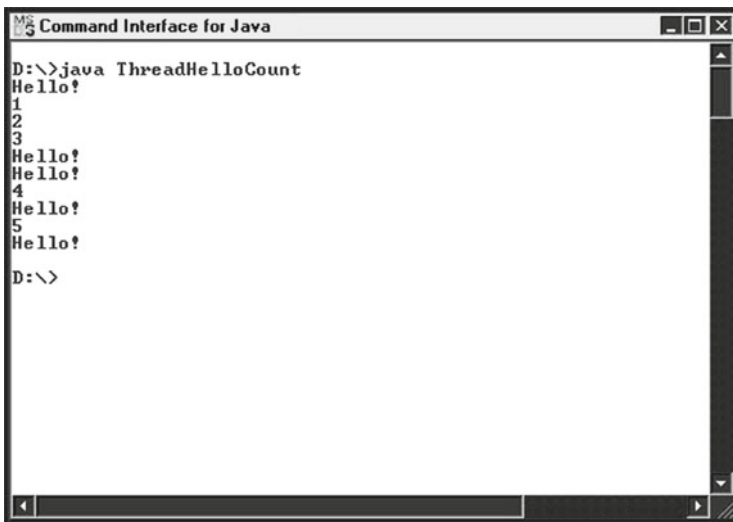 Command Interface for Java
D:\>java ThreadHelloCount
Hello!
1
2
3
Hello!
Hello!
4
Hello!
5
Hello!
D:\>